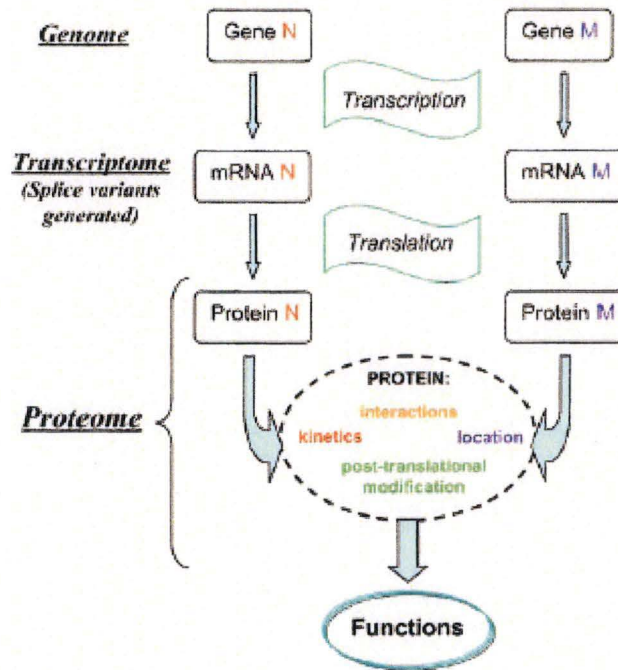 Genome
Gene N
Gene M
Transcription
Transcriptome
(Splice variants
generated)
mRNA N
mRNA M
Translation
Protein N
Protein M
Proteome
PROTEIN:
interactions
kinetics
location
post-translational
modification
Functions